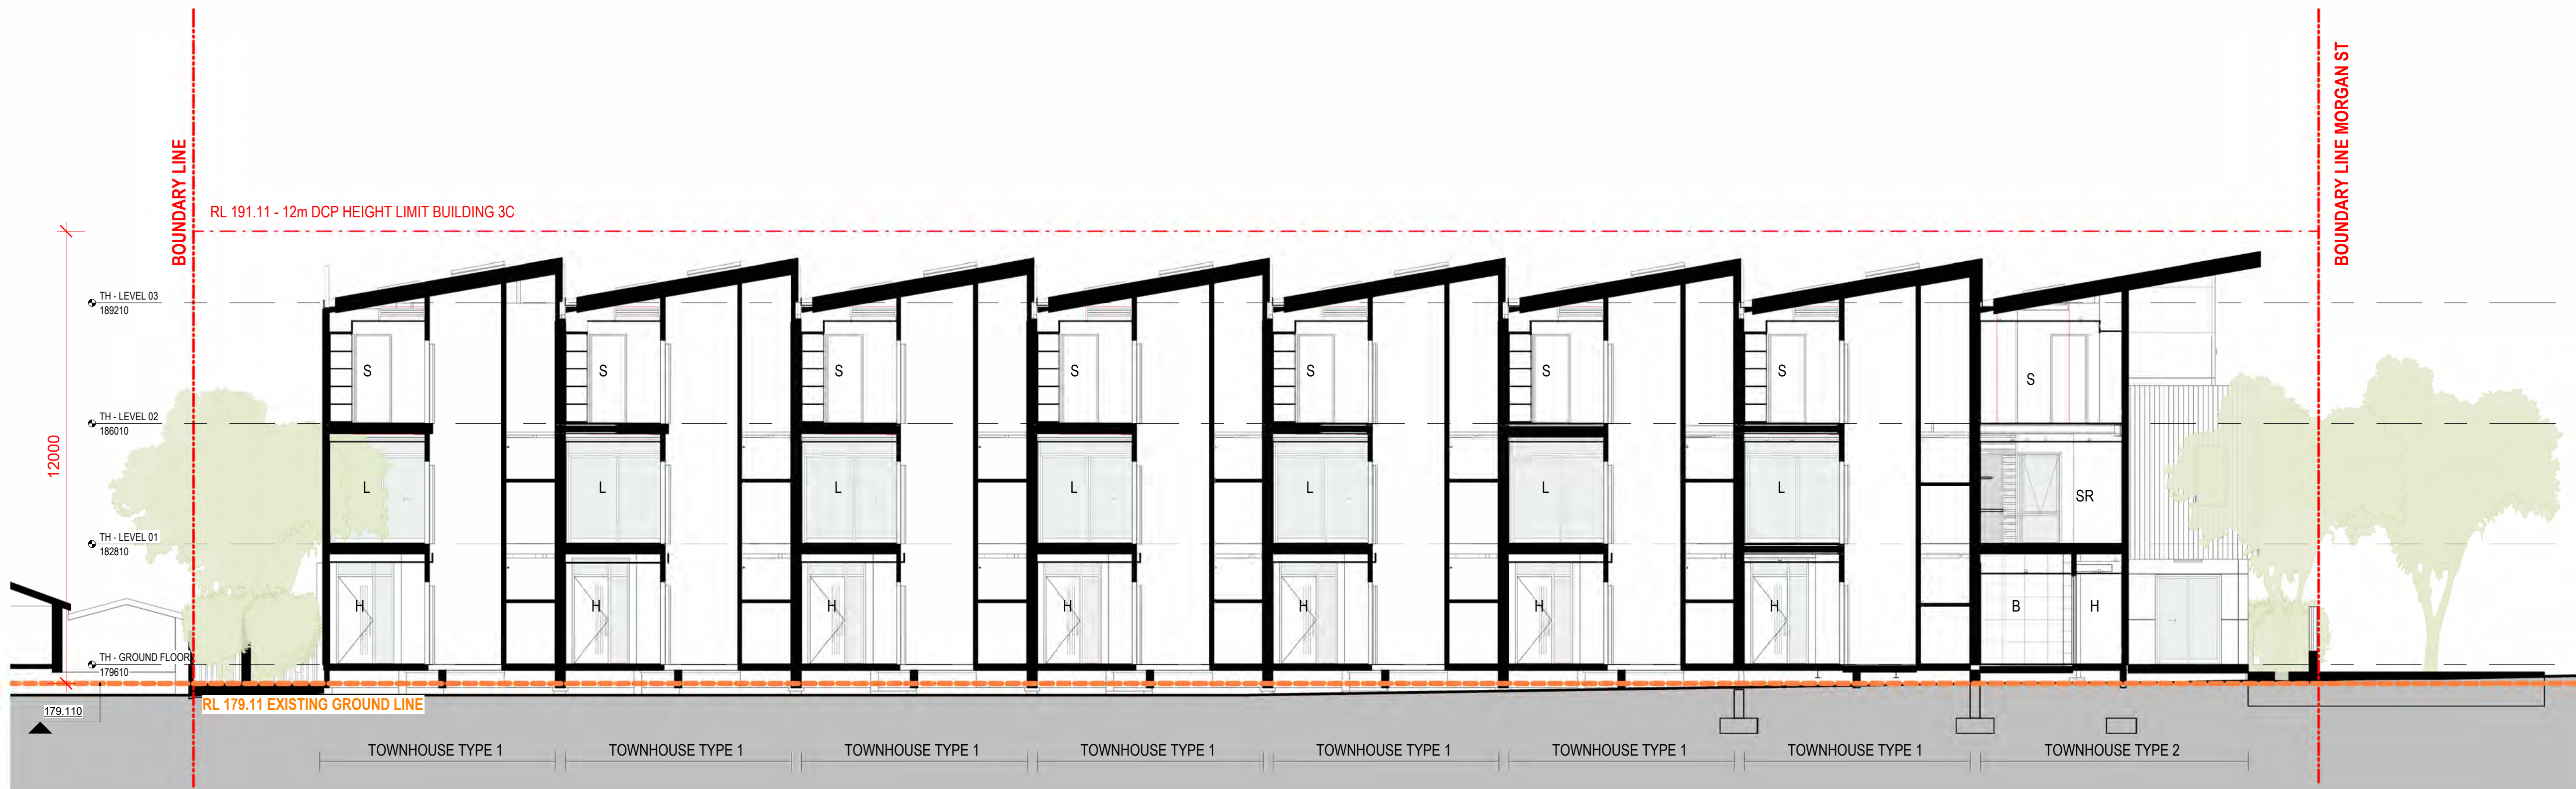 BOUNDARY LINE
BOUNDARY LINE MORGAN ST
RL 191.11 - 12m DCP HEIGHT LIMIT BUILDING 3C
12000
TH - LEVEL 03
189210
S
S
S
S
S
S
S
S
TH - LEVEL 02
186010
L
L
L
L
L
L
L
SR
TH - LEVEL 01
182810
H
H
H
H
H
H
H
B
H
TH - GROUND FLOOR
179610
RL 179.11 EXISTING GROUND LINE
179.110
TOWNHOUSE TYPE 1
TOWNHOUSE TYPE 1
TOWNHOUSE TYPE 1
TOWNHOUSE TYPE 1
TOWNHOUSE TYPE 1
TOWNHOUSE TYPE 1
TOWNHOUSE TYPE 1
TOWNHOUSE TYPE 2